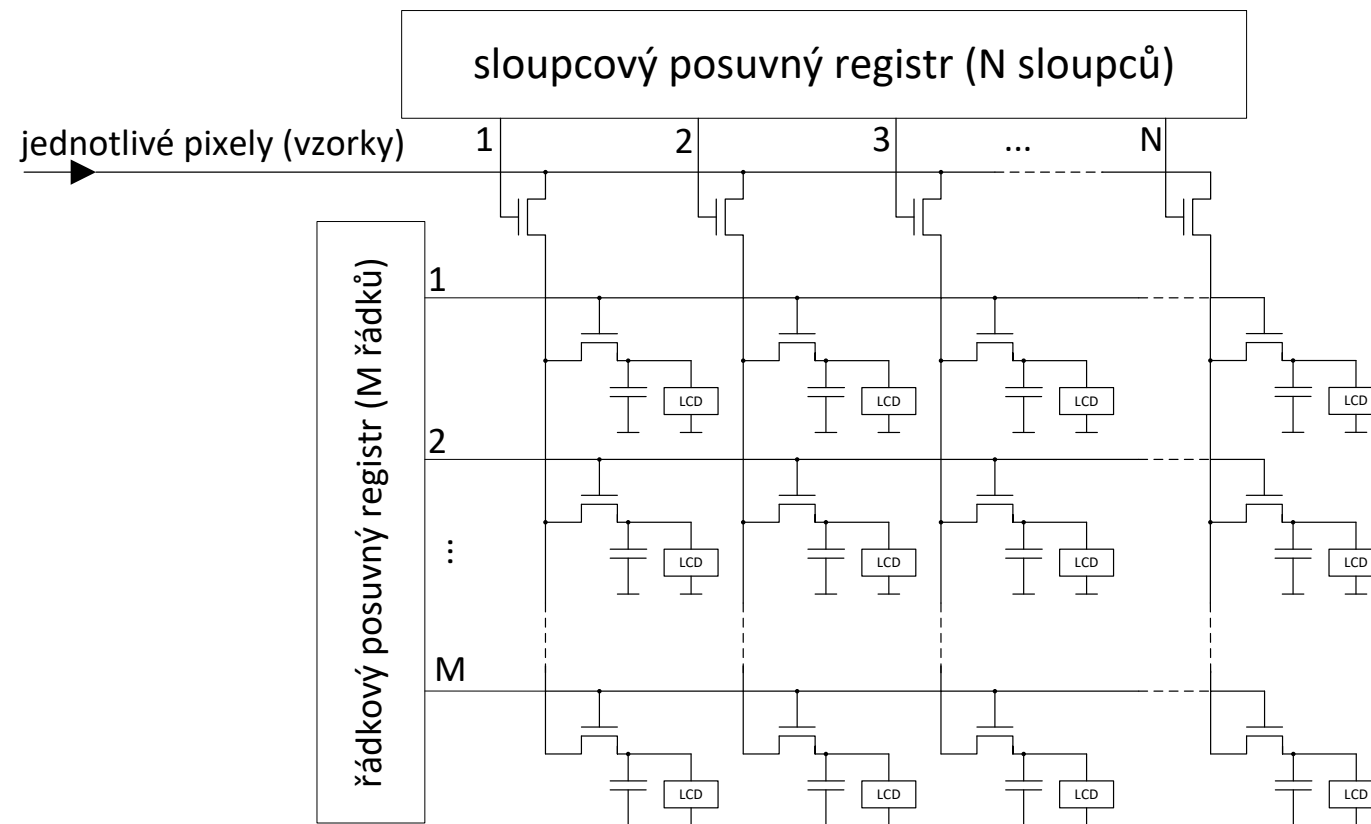 sloupcový posuvný registr (N sloupců)
jednotlivé pixely (vzorky)
1 2 3 ... N
řádkový posuvný registr (M řádků)
1
LCD LCD LCD LCD
2
LCD LCD LCD LCD
...
M
LCD LCD LCD LCD